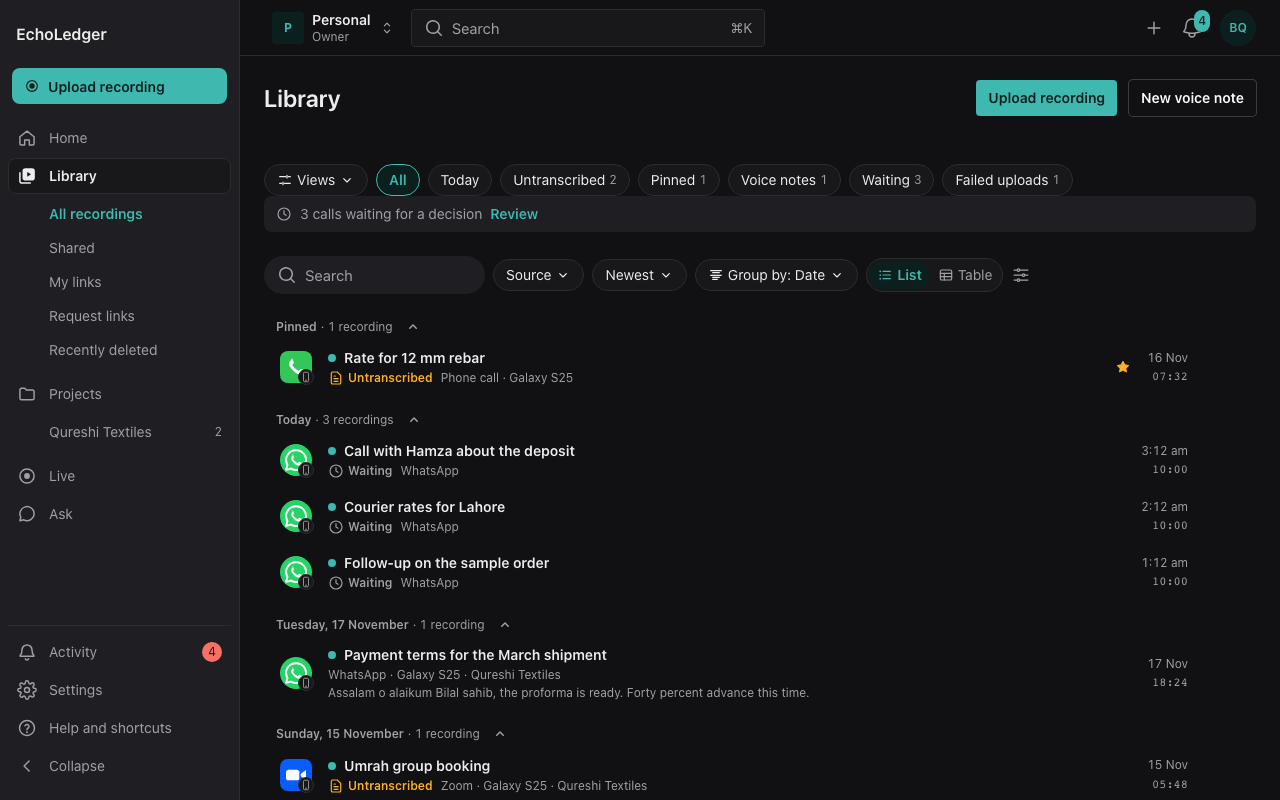 EchoLedger
Upload recording
Home
Library
All recordings
Shared
My links
Request links
Recently deleted
Projects
Qureshi Textiles 2
Live
Ask
Activity 4
Settings
Help and shortcuts
Collapse
P Personal
Owner
Search ⌘K
4
BQ
Library
Upload recording New voice note
Views All Today Untranscribed 2 Pinned 1 Voice notes 1 Waiting 3 Failed uploads 1
3 calls waiting for a decision Review
Search Source Newest Group by: Date List Table
Pinned · 1 recording
Rate for 12 mm rebar 16 Nov
Untranscribed Phone call · Galaxy S25 07:32
Today · 3 recordings
Call with Hamza about the deposit 3:12 am
Waiting WhatsApp 10:00
Courier rates for Lahore 2:12 am
Waiting WhatsApp 10:00
Follow-up on the sample order 1:12 am
Waiting WhatsApp 10:00
Tuesday, 17 November · 1 recording
Payment terms for the March shipment 17 Nov
WhatsApp · Galaxy S25 · Qureshi Textiles 18:24
Assalam o alaikum Bilal sahib, the proforma is ready. Forty percent advance this time.
Sunday, 15 November · 1 recording
Umrah group booking 15 Nov
Untranscribed Zoom · Galaxy S25 · Qureshi Textiles 05:48